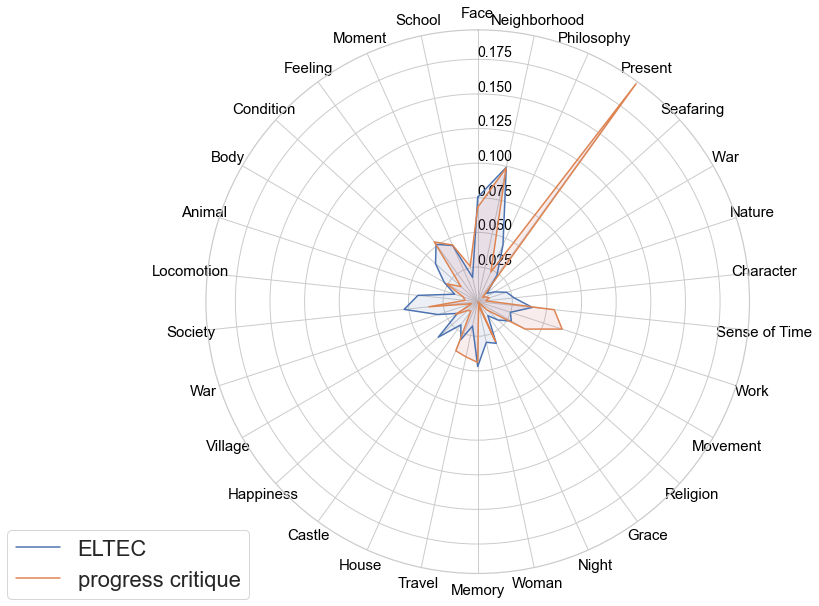 Face
Neighborhood
School
Philosophy
Moment
Present
Feeling
Seafaring
Condition
War
Body
Nature
Animal
Character
Locomotion
Sense of Time
Society
Work
War
Movement
Village
Religion
Happiness
Grace
Castle
Night
House
Woman
Travel
Memory
0.175
0.150
0.125
0.100
0.075
0.050
0.025
ELTEC
progress critique